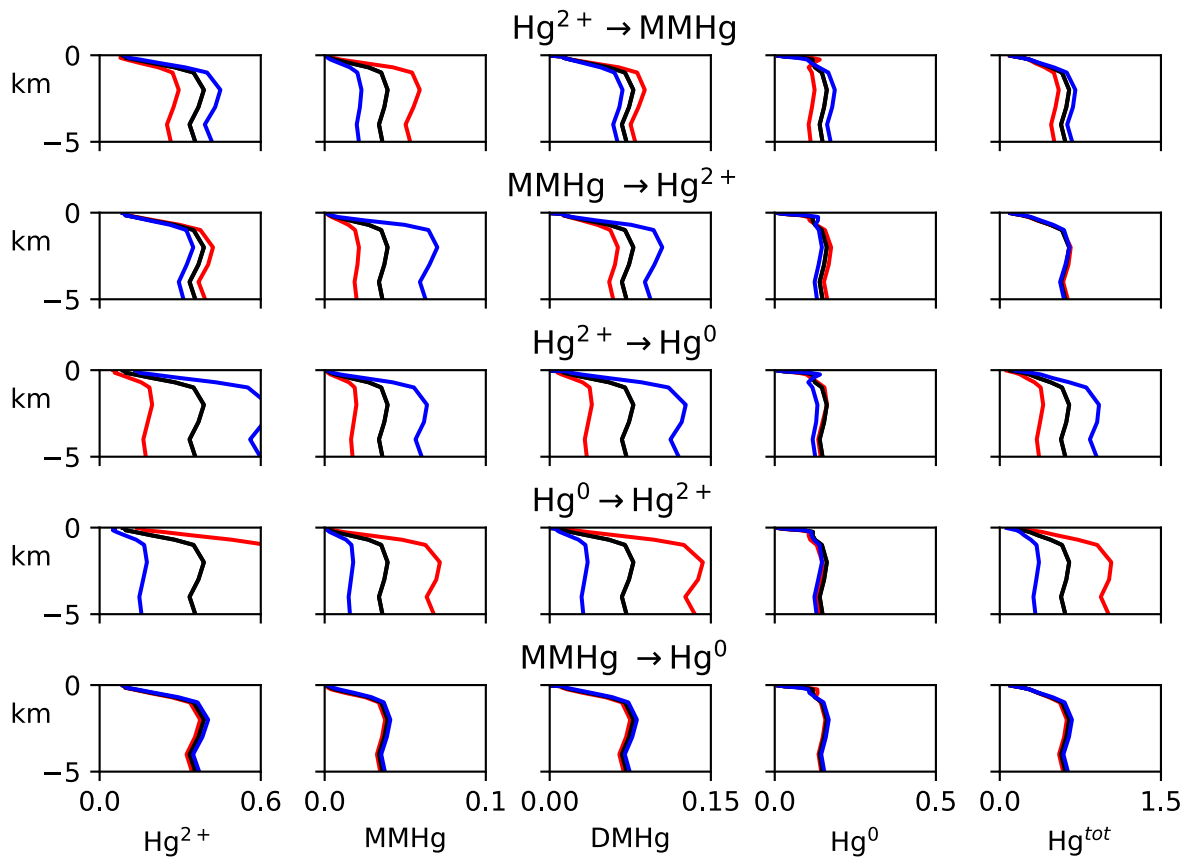 Hg²⁺ → MMHg
0
km
−5
MMHg → Hg²⁺
0
km
−5
Hg²⁺ → Hg⁰
0
km
−5
Hg⁰ → Hg²⁺
0
km
−5
MMHg → Hg⁰
0
km
−5
0.0 0.6 0.0 0.1 0.00 0.15 0.0 0.5 0.0 1.5
Hg²⁺ MMHg DMHg Hg⁰ Hgᵗᵒᵗ